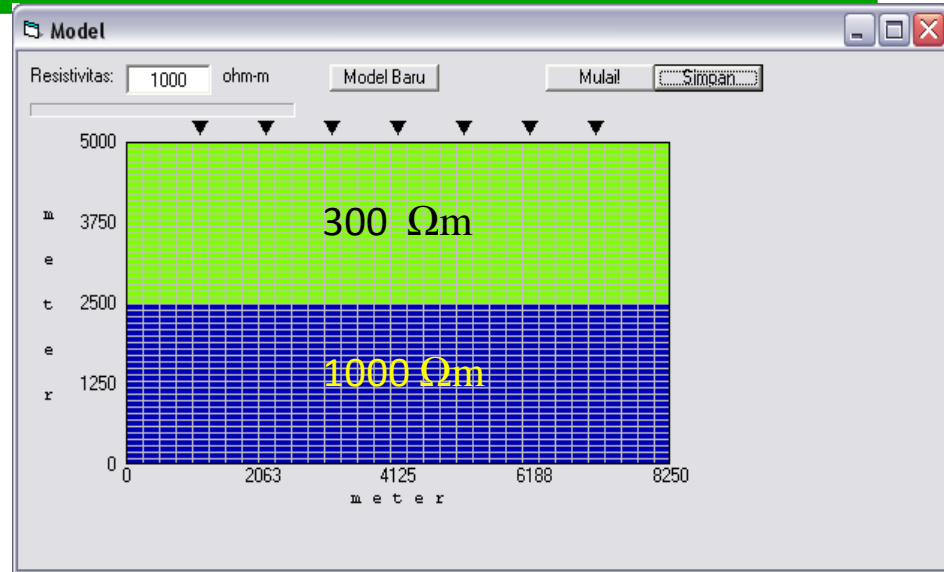 Model
Resistivitas: 1000 ohm-m Model Baru Mulai! Simpan
5000
3750
2500
1250
0
m e t e r
300 Ωm
1000 Ωm
0 2063 4125 6188 8250
m e t e r